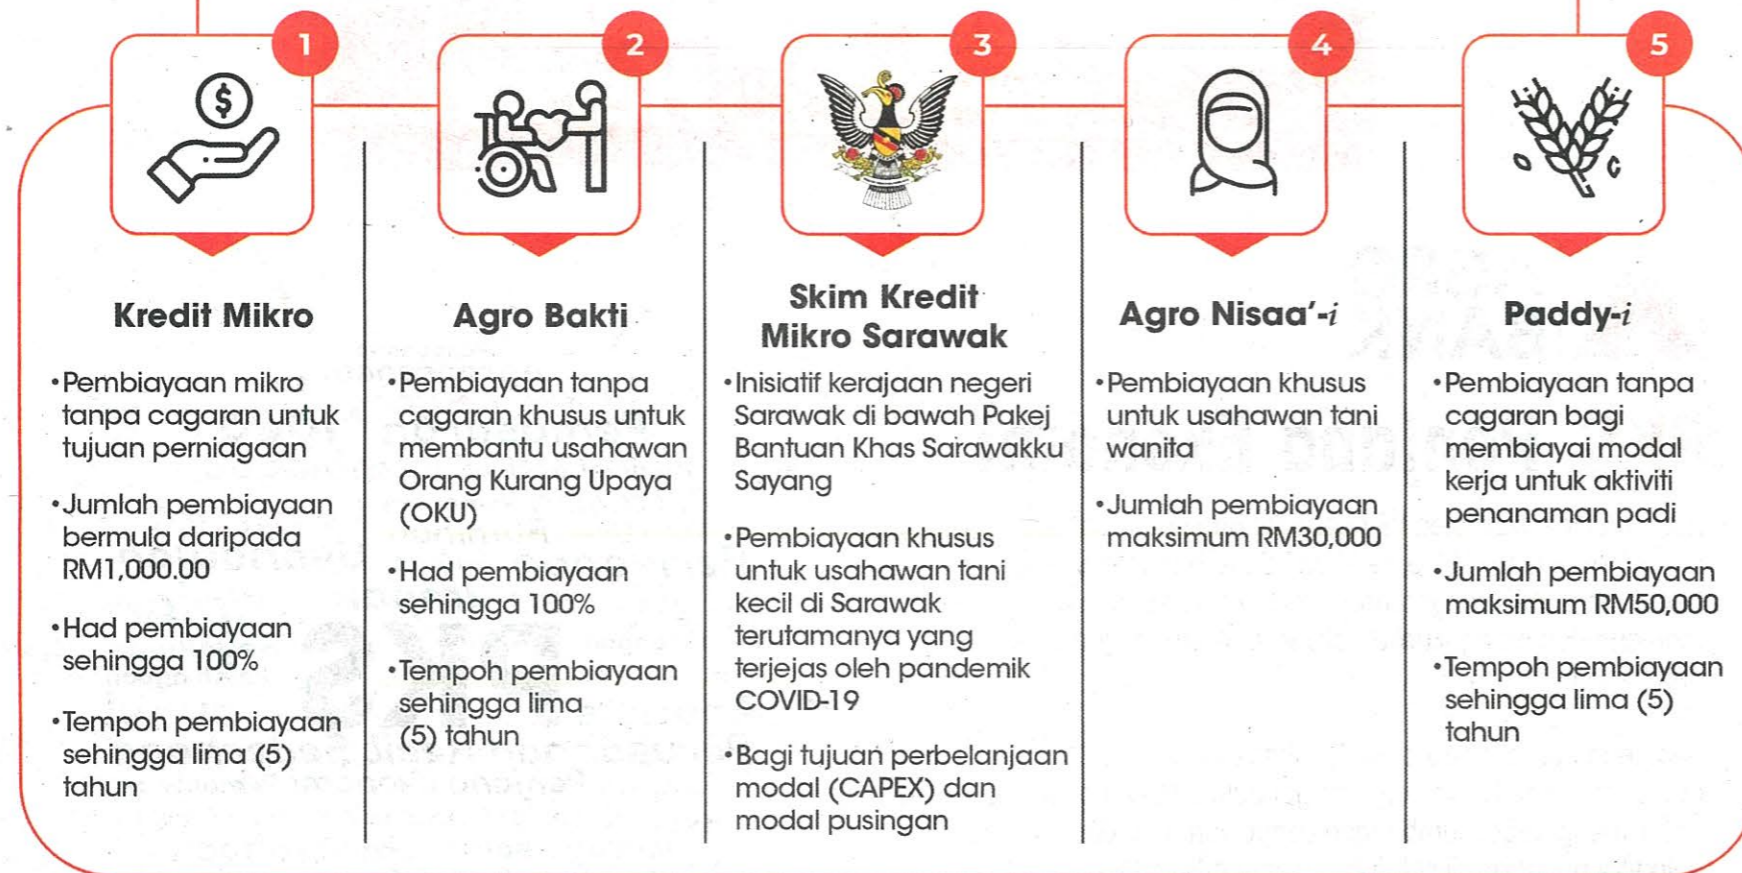 1
Kredit Mikro
•Pembiayaan mikro
tanpa cagaran untuk
tujuan perniagaan
•Jumlah pembiayaan
bermula daripada
RM1,000.00
•Had pembiayaan
sehingga 100%
•Tempoh pembiayaan
sehingga lima (5)
tahun
2
Agro Bakti
•Pembiayaan tanpa
cagaran khusus untuk
membantu usahawan
Orang Kurang Upaya
(OKU)
•Had pembiayaan
sehingga 100%
•Tempoh pembiayaan
sehingga lima
(5) tahun
3
Skim Kredit
Mikro Sarawak
•Inisiatif kerajaan negeri
Sarawak di bawah Pakej
Bantuan Khas Sarawakku
Sayang
•Pembiayaan khusus
untuk usahawan tani
kecil di Sarawak
terutamanya yang
terjejas oleh pandemik
COVID-19
•Bagi tujuan perbelanjaan
modal (CAPEX) dan
modal pusingan
4
Agro Nisaa'-i
•Pembiayaan khusus
untuk usahawan tani
wanita
•Jumlah pembiayaan
maksimum RM30,000
5
Paddy-i
•Pembiayaan tanpa
cagaran bagi
membiayai modal
kerja untuk aktiviti
penanaman padi
•Jumlah pembiayaan
maksimum RM50,000
•Tempoh pembiayaan
sehingga lima (5)
tahun